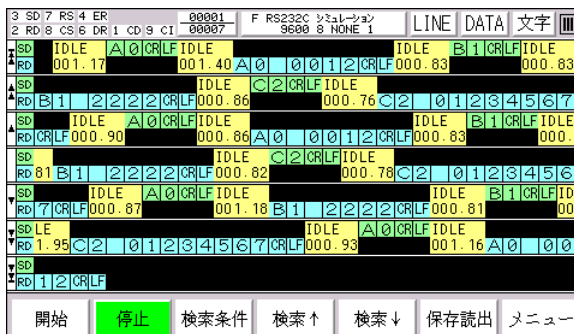 3 SD 7 RS 4 ER 00001 F RS232C シミュレーション LINE DATA 文字
2 RD 8 CS 6 DR 1 CD 9 CI 00007 9600 8 NONE 1
SD IDLE A 0 CR LF IDLE IDLE B 1 CR LF IDLE
RD 001.17 001.40 A 0 0 0 1 2 CR LF 000.83 000.83
SD IDLE C 2 CR LF IDLE
RD B 1 2 2 2 2 CR LF 000.86 000.76 C 2 0 1 2 3 4 5 6 7
SD IDLE A 0 CR LF IDLE IDLE B 1 CR LF IDLE
RD CR LF 000.90 000.86 A 0 0 0 1 2 CR LF 000.83 000.
SD IDLE C 2 CR LF IDLE
RD 81 B 1 2 2 2 2 CR LF 000.82 000.78 C 2 0 1 2 3 4 5 6
SD IDLE A 0 CR LF IDLE IDLE B 1 CR LF ID
RD 7 CR LF 000.87 001.18 B 1 2 2 2 2 CR LF 000.81 00
SD LE IDLE A 0 CR LF IDLE
RD 1.95 C 2 0 1 2 3 4 5 6 7 CR LF 000.93 001.16 A 0 0 0
SD
RD 1 2 CR LF
開始 停止 検索条件 検索↑ 検索↓ 保存読出 メニュー